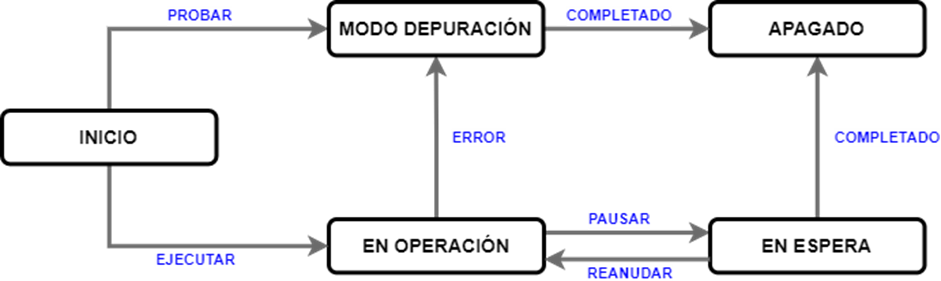 PROBAR
MODO DEPURACIÓN
COMPLETADO
APAGADO
INICIO
ERROR
COMPLETADO
EJECUTAR
EN OPERACIÓN
PAUSAR
REANUDAR
EN ESPERA